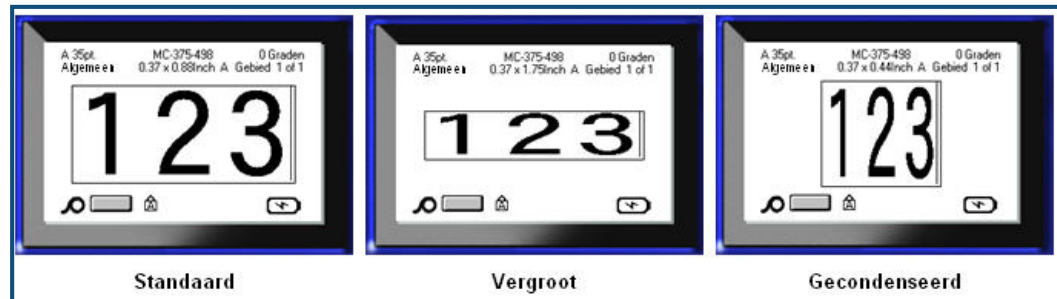 A 35pt. MC-375-498 0 Graden
Algemeen 0.37 x 0.88Inch A Gebied 1 of 1
123
A 35pt. MC-375-498 0 Graden
Algemeen 0.37 x 1.75Inch A Gebied 1 of 1
123
A 35pt. MC-375-498 0 Graden
Algemeen 0.37 x 0.44Inch A Gebied 1 of 1
123
Standaard
Vergroot
Gecondenseerd